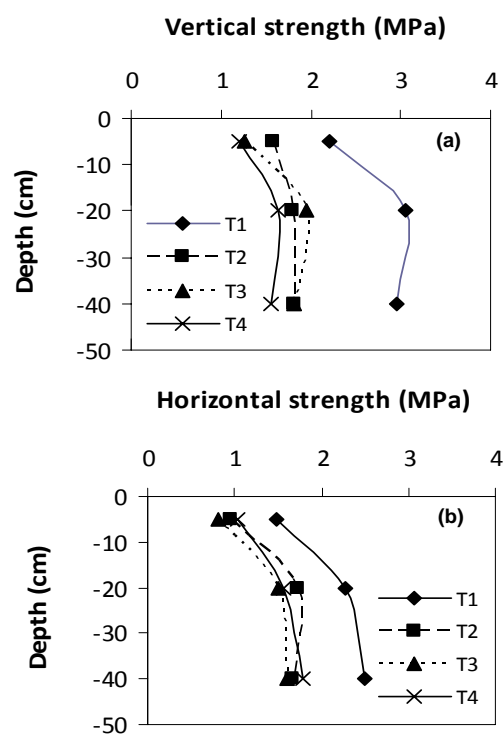 Vertical strength (MPa)
0 1 2 3 4
0
-10
-20
-30
-40
-50
Depth (cm)
(a)
T1
T2
T3
T4
Horizontal strength (MPa)
0 1 2 3 4
0
-10
-20
-30
-40
-50
Depth (cm)
(b)
T1
T2
T3
T4